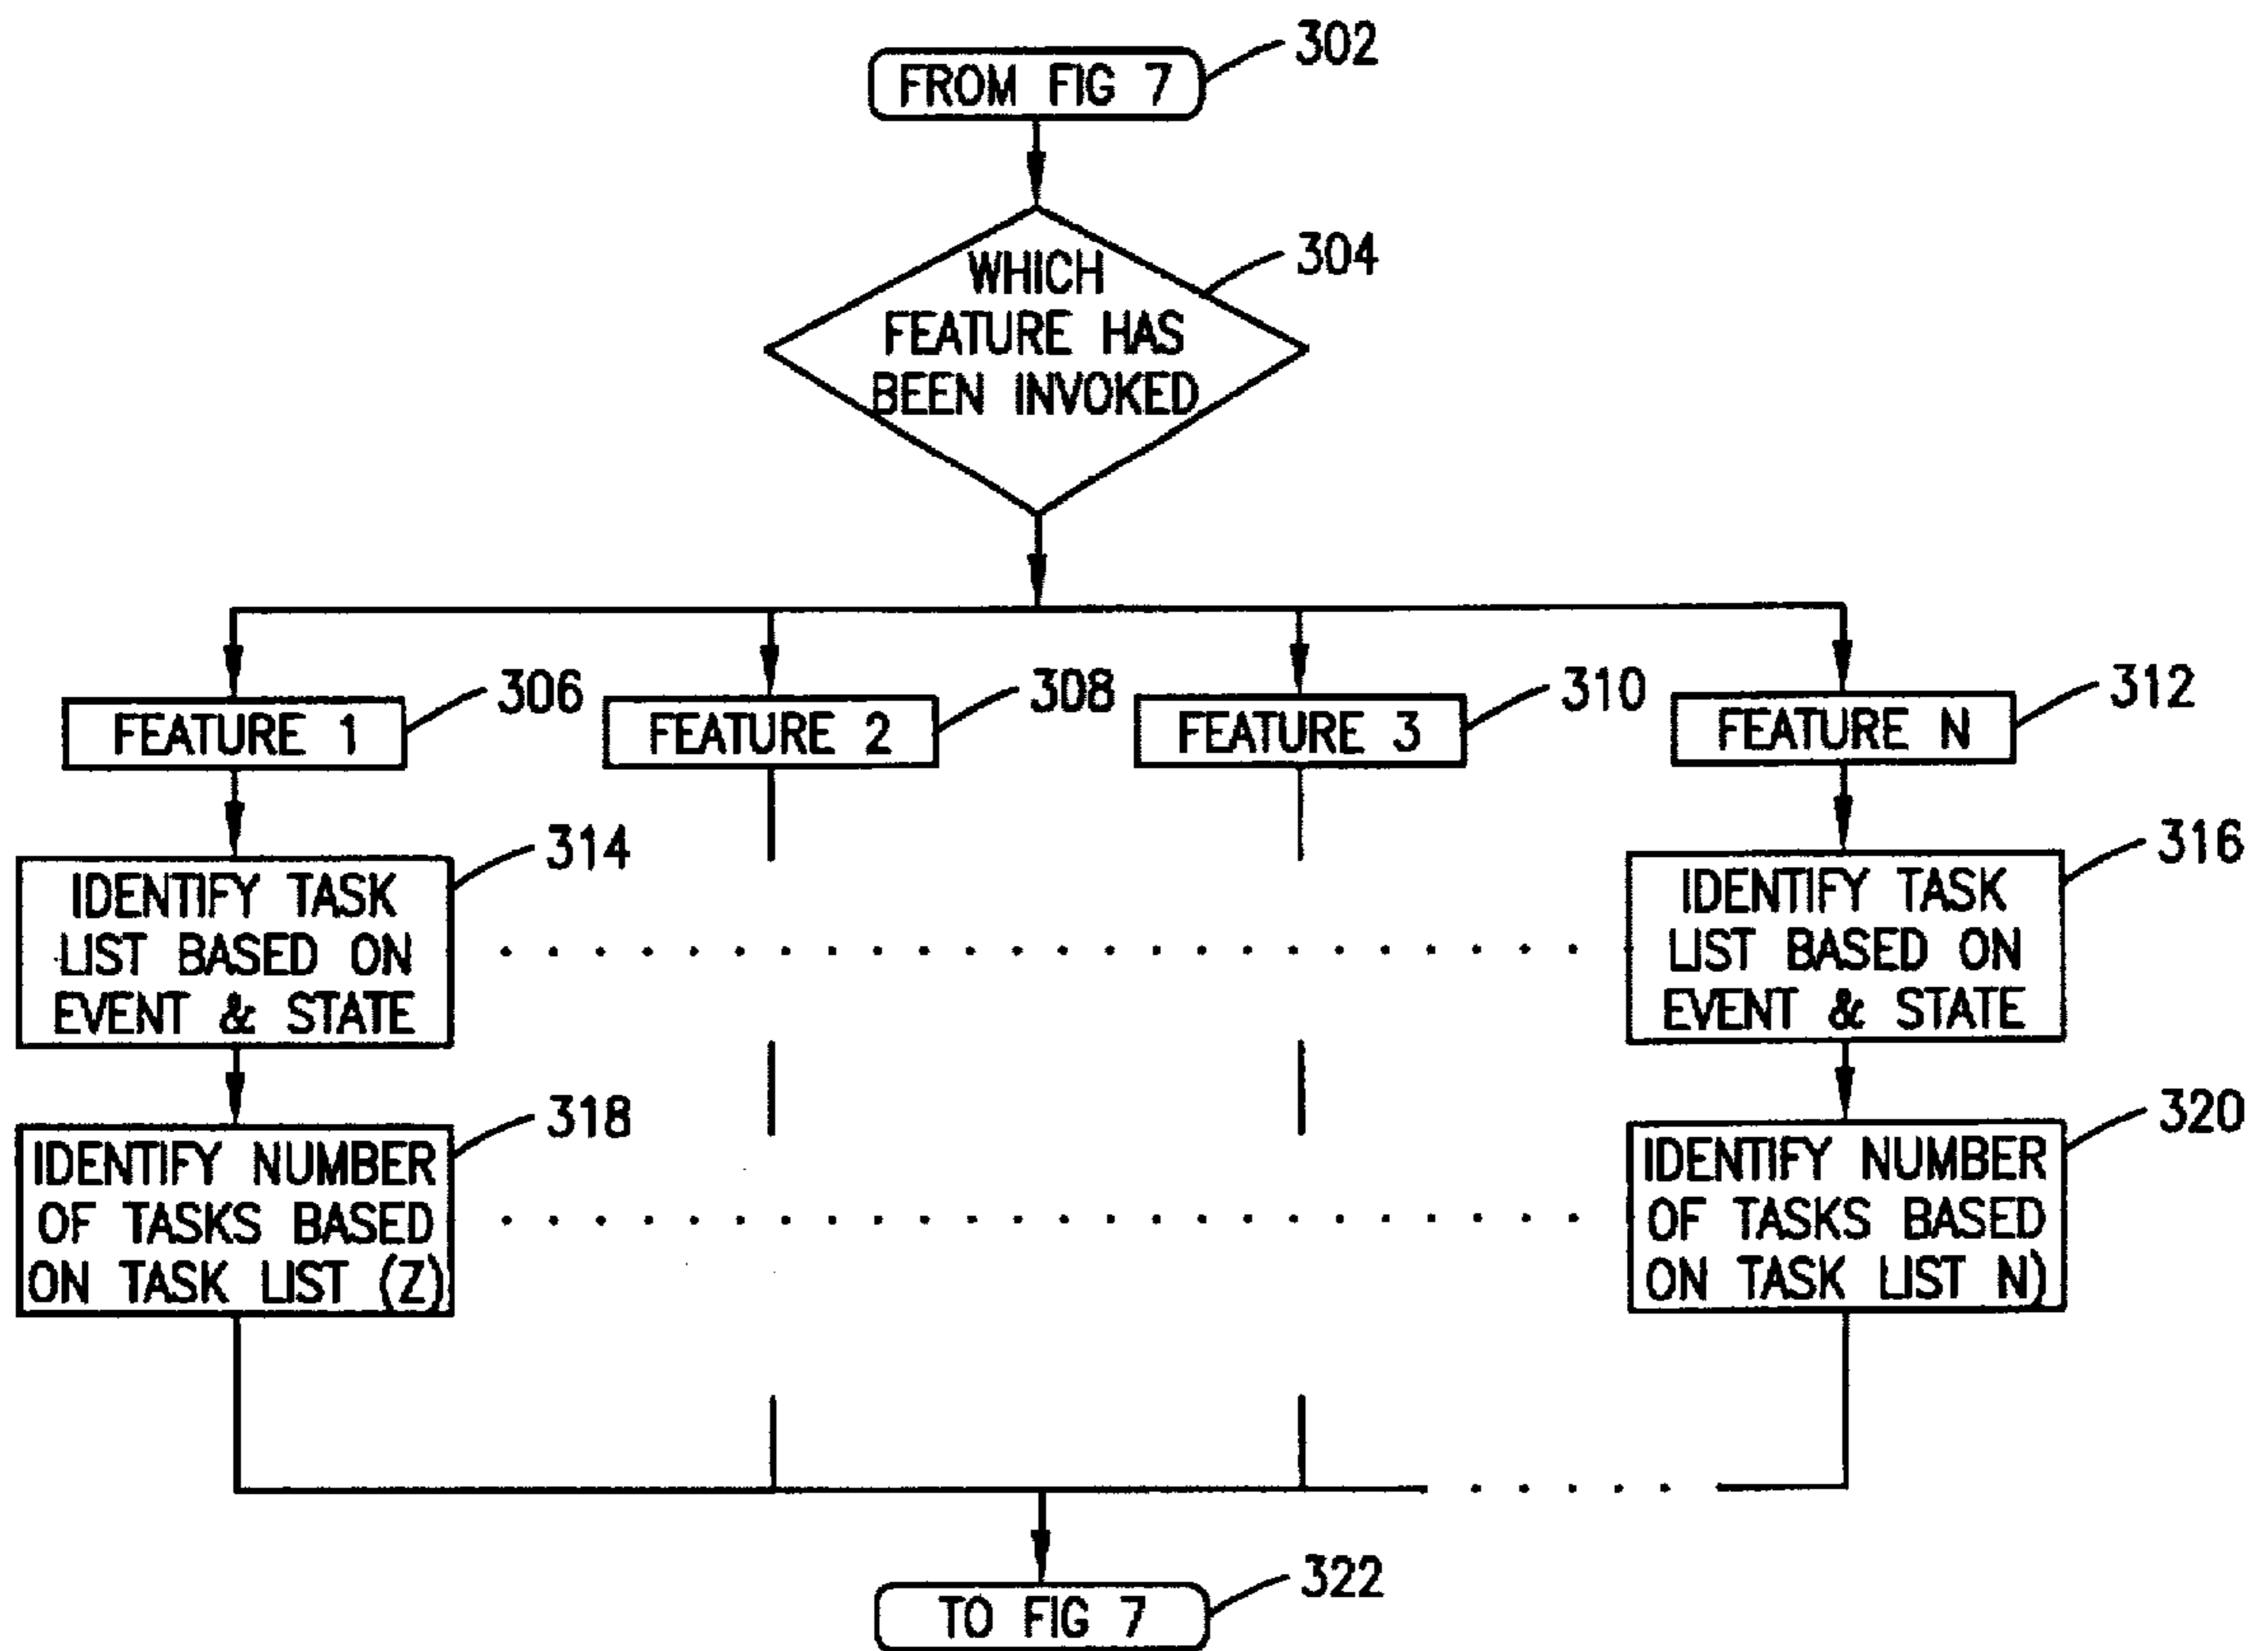 FROM FIG 7
302
WHICH
FEATURE HAS
BEEN INVOKED
304
FEATURE 1
306
FEATURE 2
308
FEATURE 3
310
FEATURE N
312
IDENTIFY TASK
LIST BASED ON
EVENT & STATE
314
IDENTIFY TASK
LIST BASED ON
EVENT & STATE
316
IDENTIFY NUMBER
OF TASKS BASED
ON TASK LIST (Z)
318
IDENTIFY NUMBER
OF TASKS BASED
ON TASK LIST N)
320
TO FIG 7
322